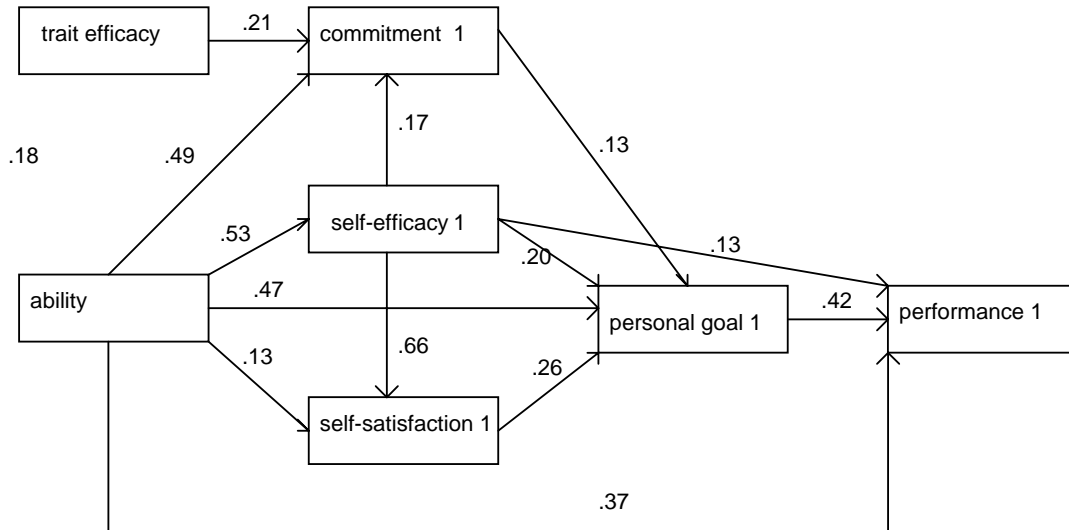 .21
trait efficacy
commitment 1
.17
.13
.18
.49
self-efficacy 1
.53
.13
.20
ability
.47
.42
performance 1
personal goal 1
.66
.13
.26
self-satisfaction 1
.37